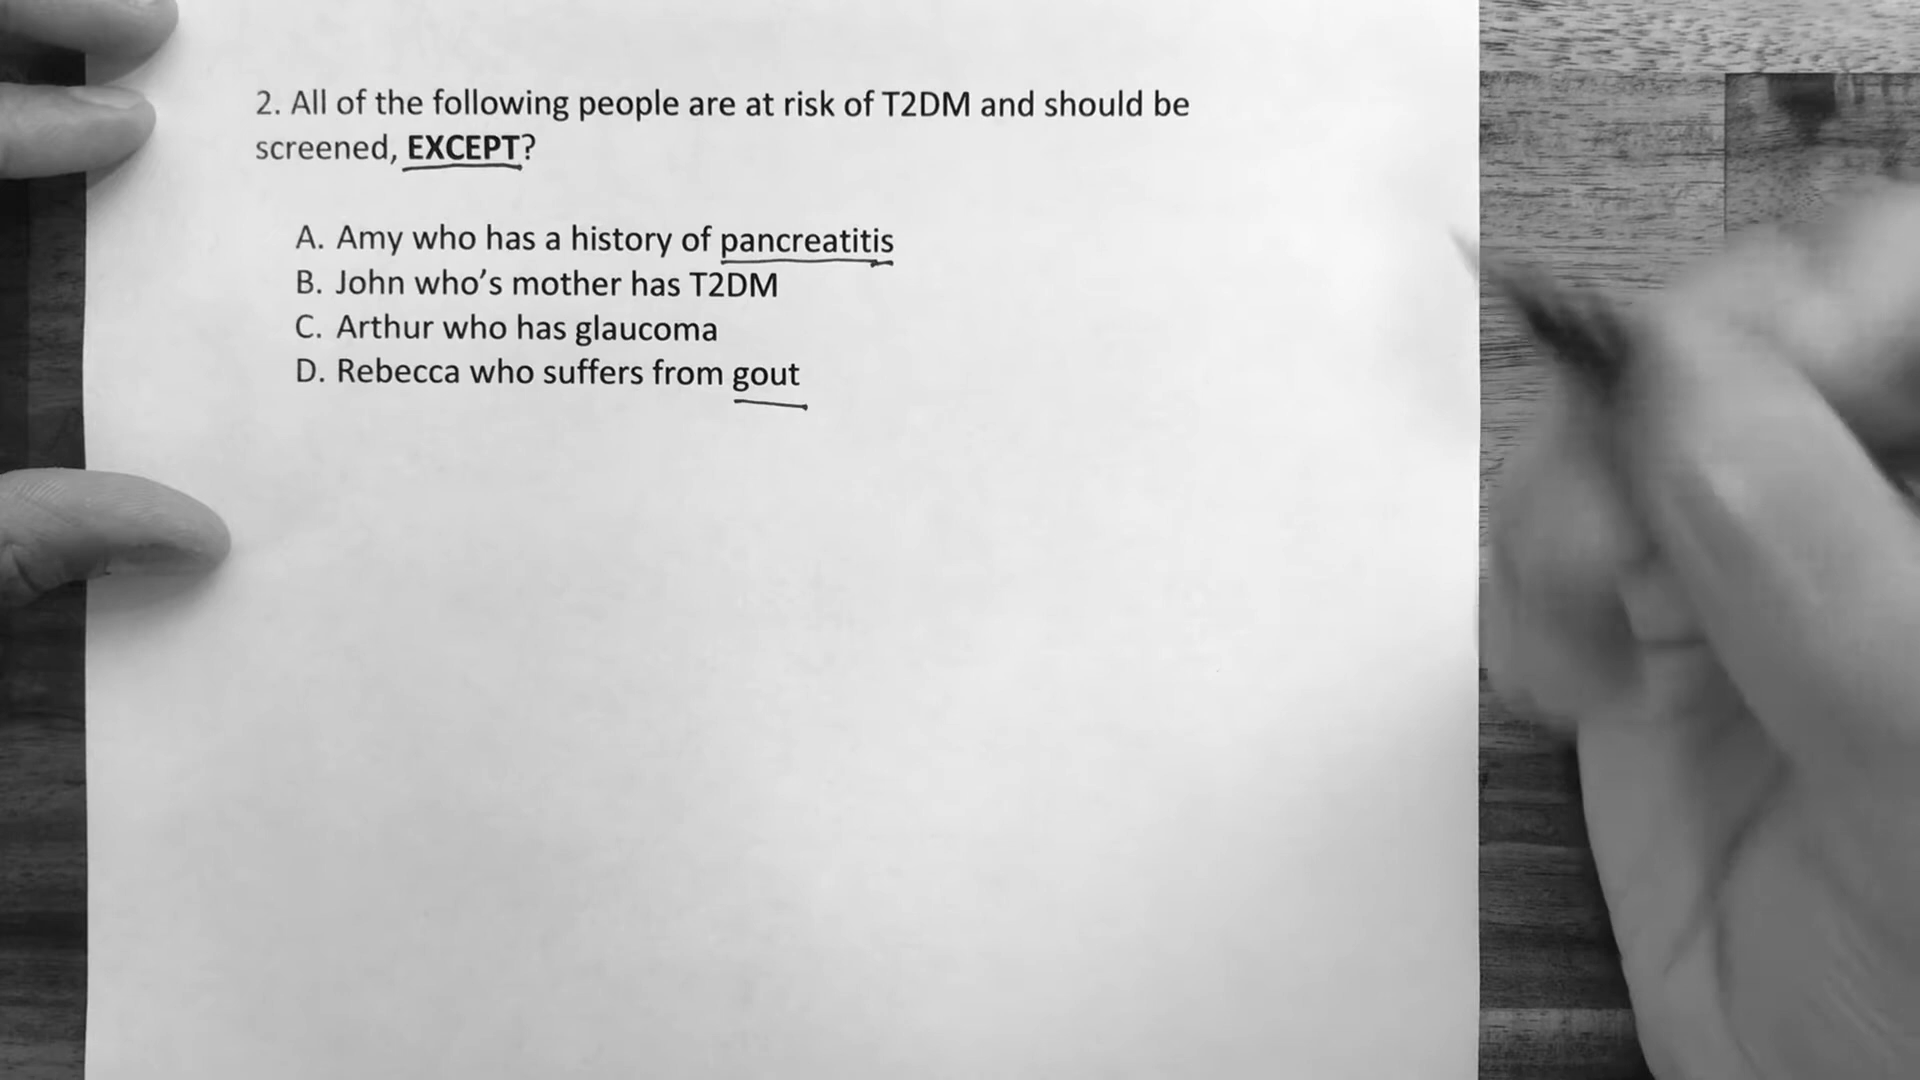 2. All of the following people are at risk of T2DM and should be
screened, EXCEPT?
A. Amy who has a history of pancreatitis
B. John who’s mother has T2DM
C. Arthur who has glaucoma
D. Rebecca who suffers from gout